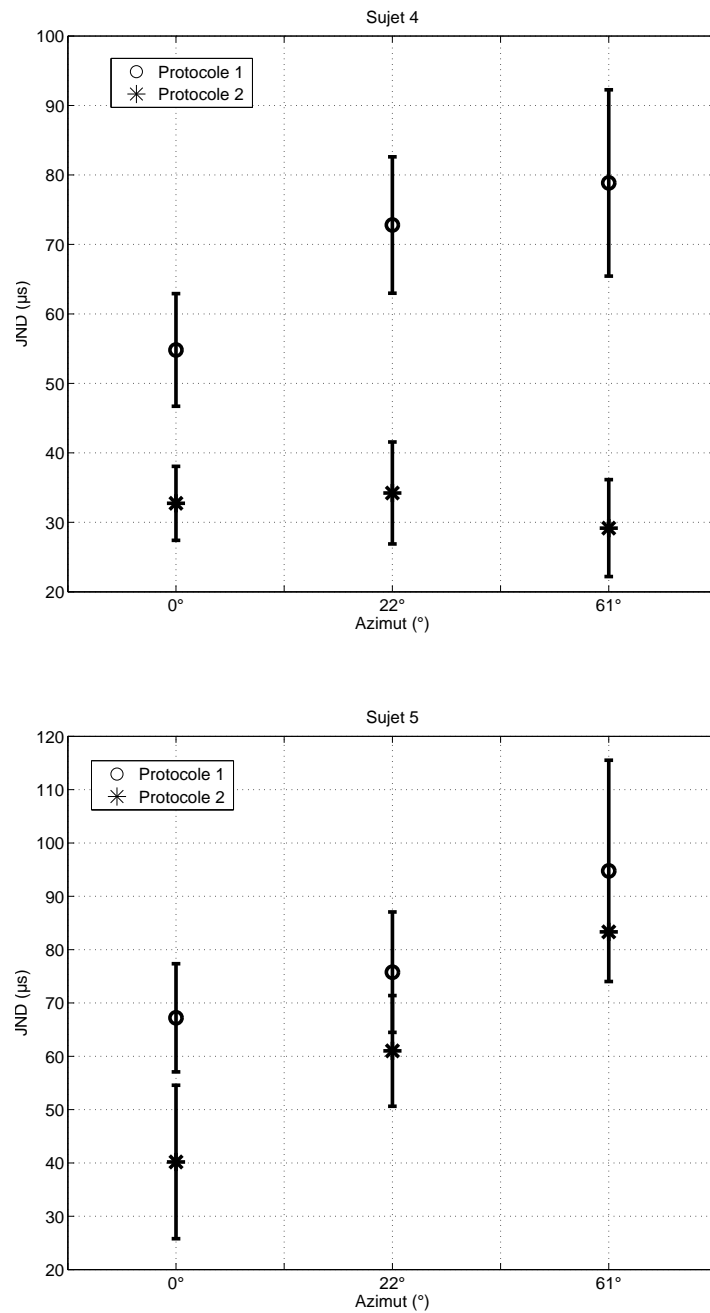 Sujet 4
100
Protocole 1
Protocole 2
90
80
70
60
50
40
30
20
JND (µs)
0°
22°
61°
Azimut (°)
Sujet 5
120
Protocole 1
Protocole 2
110
100
90
80
70
60
50
40
30
20
JND (µs)
0°
22°
61°
Azimut (°)